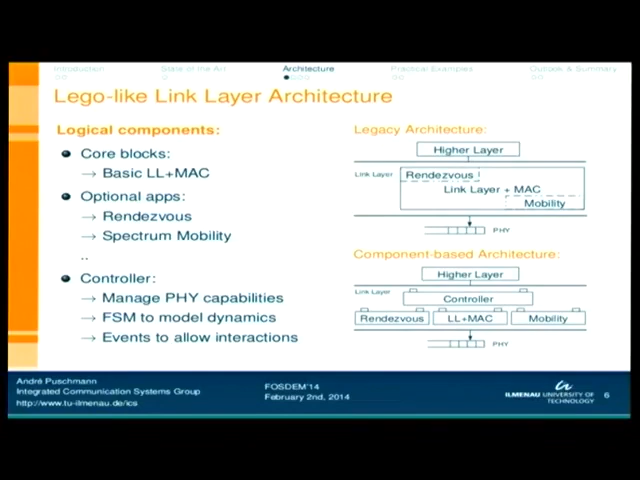 Introduction
State of the Art
Architecture
Practical Examples
Outlook & Summary
Lego-like Link Layer Architecture
Logical components:
Core blocks:
→ Basic LL+MAC
Optional apps:
→ Rendezvous
→ Spectrum Mobility
..
Controller:
→ Manage PHY capabilities
→ FSM to model dynamics
→ Events to allow interactions
Legacy Architecture:
Higher Layer
Link Layer
Rendezvous
Link Layer + MAC
Mobility
PHY
Component-based Architecture:
Higher Layer
Link Layer
Controller
Rendezvous
LL+MAC
Mobility
PHY
André Puschmann
Integrated Communication Systems Group
http://www.tu-ilmenau.de/ics
FOSDEM'14
February 2nd, 2014
ILMENAU UNIVERSITY OF
TECHNOLOGY
6